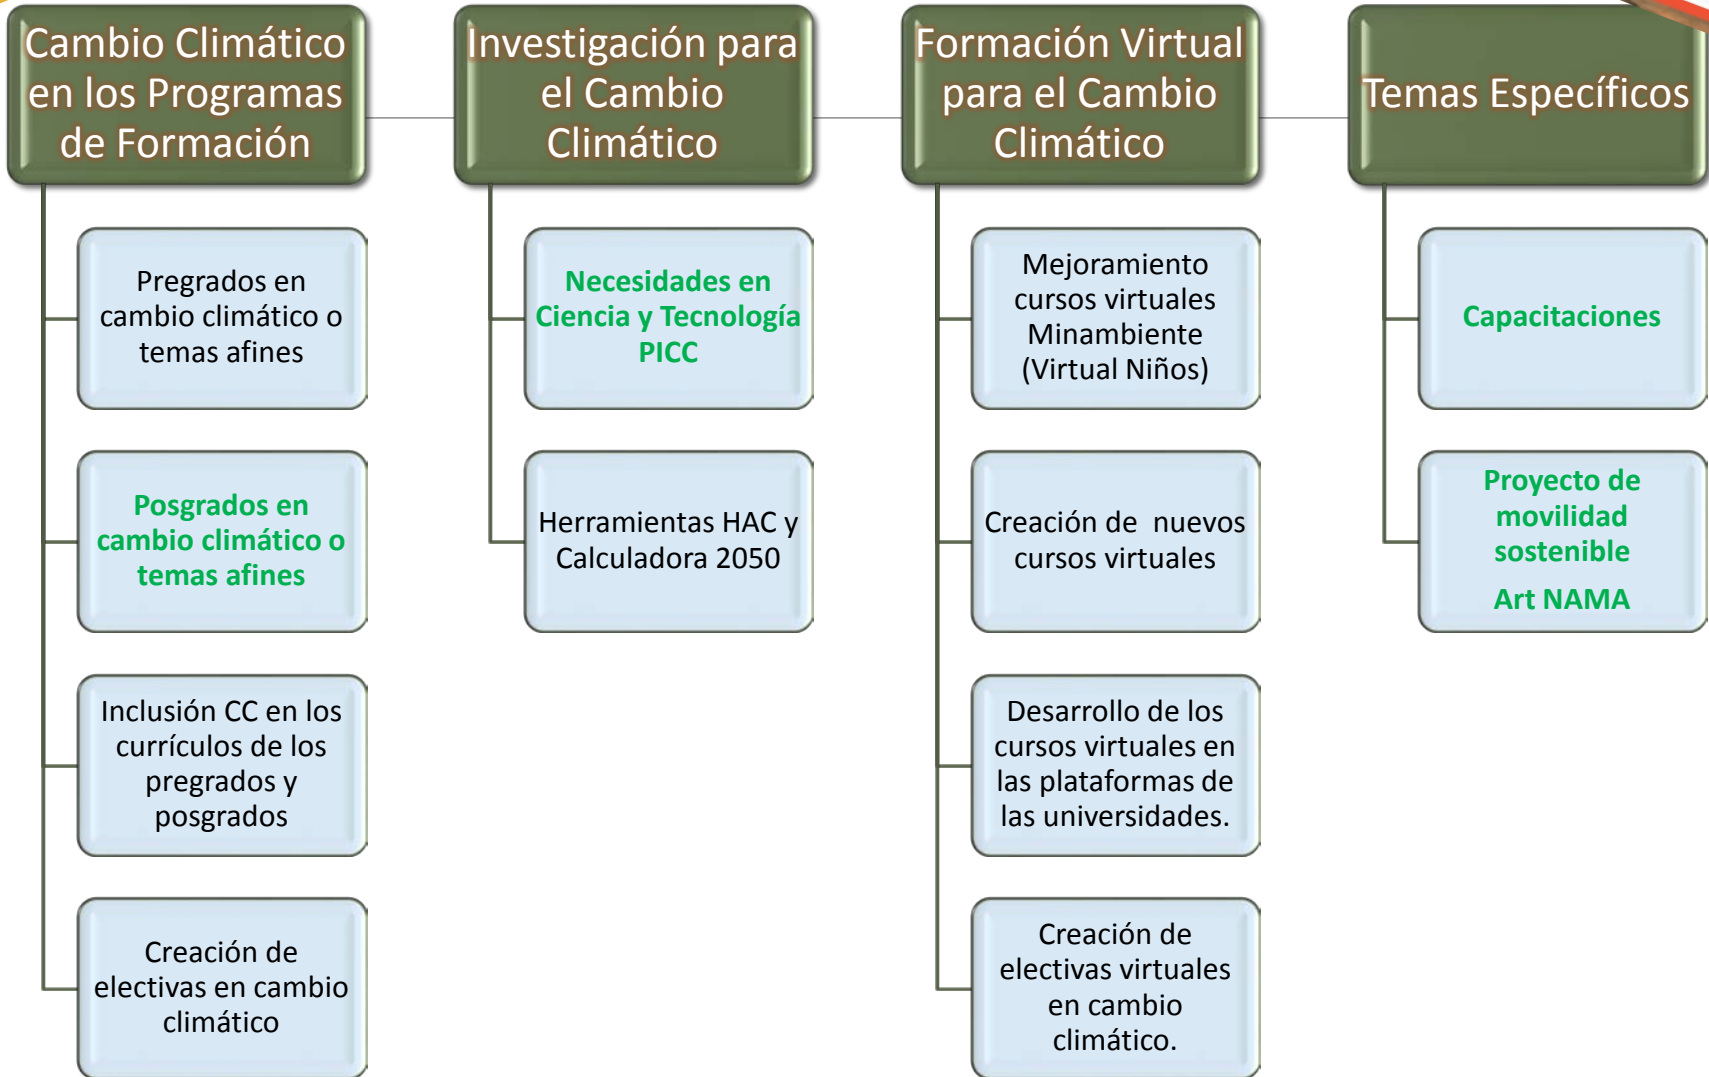 Cambio Climático
en los Programas
de Formación
Pregrados en
cambio climático o
temas afines
Posgrados en
cambio climático o
temas afines
Inclusión CC en los
currículos de los
pregrados y
posgrados
Creación de
electivas en cambio
climático
Investigación para
el Cambio
Climático
Necesidades en
Ciencia y Tecnología
PICC
Herramientas HAC y
Calculadora 2050
Formación Virtual
para el Cambio
Climático
Mejoramiento
cursos virtuales
Minambiente
(Virtual Niños)
Creación de nuevos
cursos virtuales
Desarrollo de los
cursos virtuales en
las plataformas de
las universidades.
Creación de
electivas virtuales
en cambio
climático.
Temas Específicos
Capacitaciones
Proyecto de
movilidad
sostenible
Art NAMA